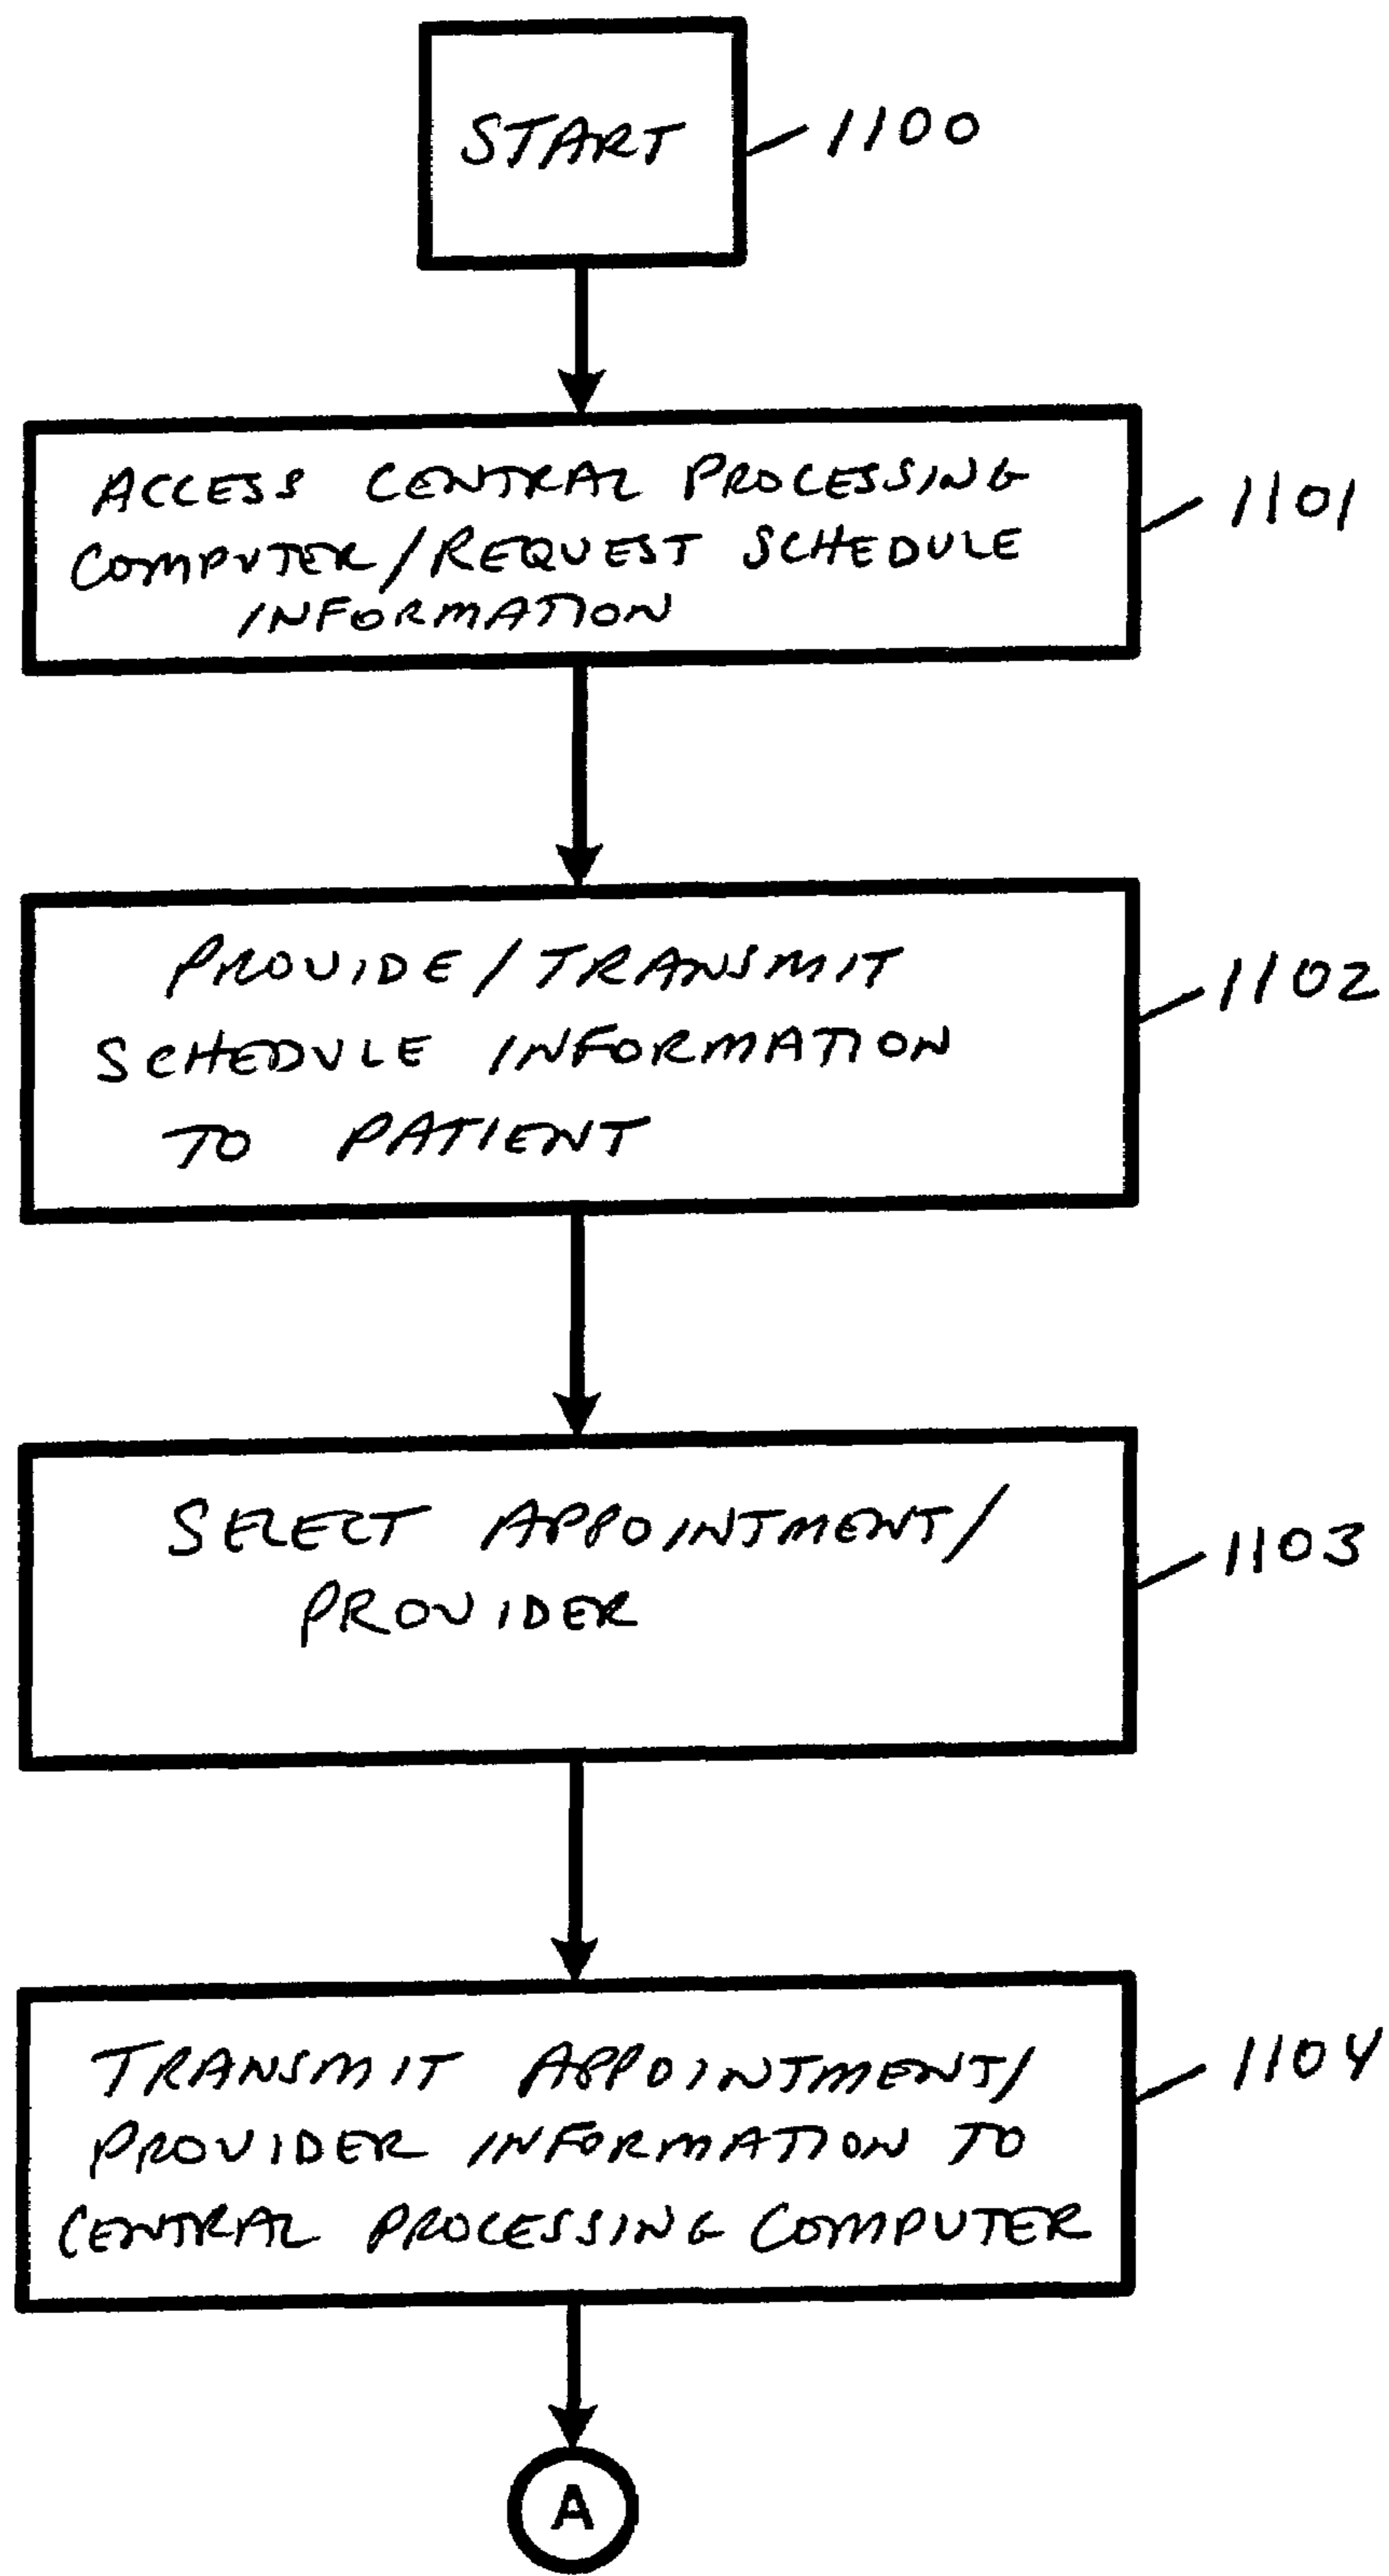 START
1100
ACCESS CENTRAL PROCESSING
COMPUTER/REQUEST SCHEDULE
INFORMATION
1101
PROVIDE/TRANSMIT
SCHEDULE INFORMATION
TO PATIENT
1102
SELECT APPOINTMENT/
PROVIDER
1103
TRANSMIT APPOINTMENT/
PROVIDER INFORMATION TO
CENTRAL PROCESSING COMPUTER
1104
A